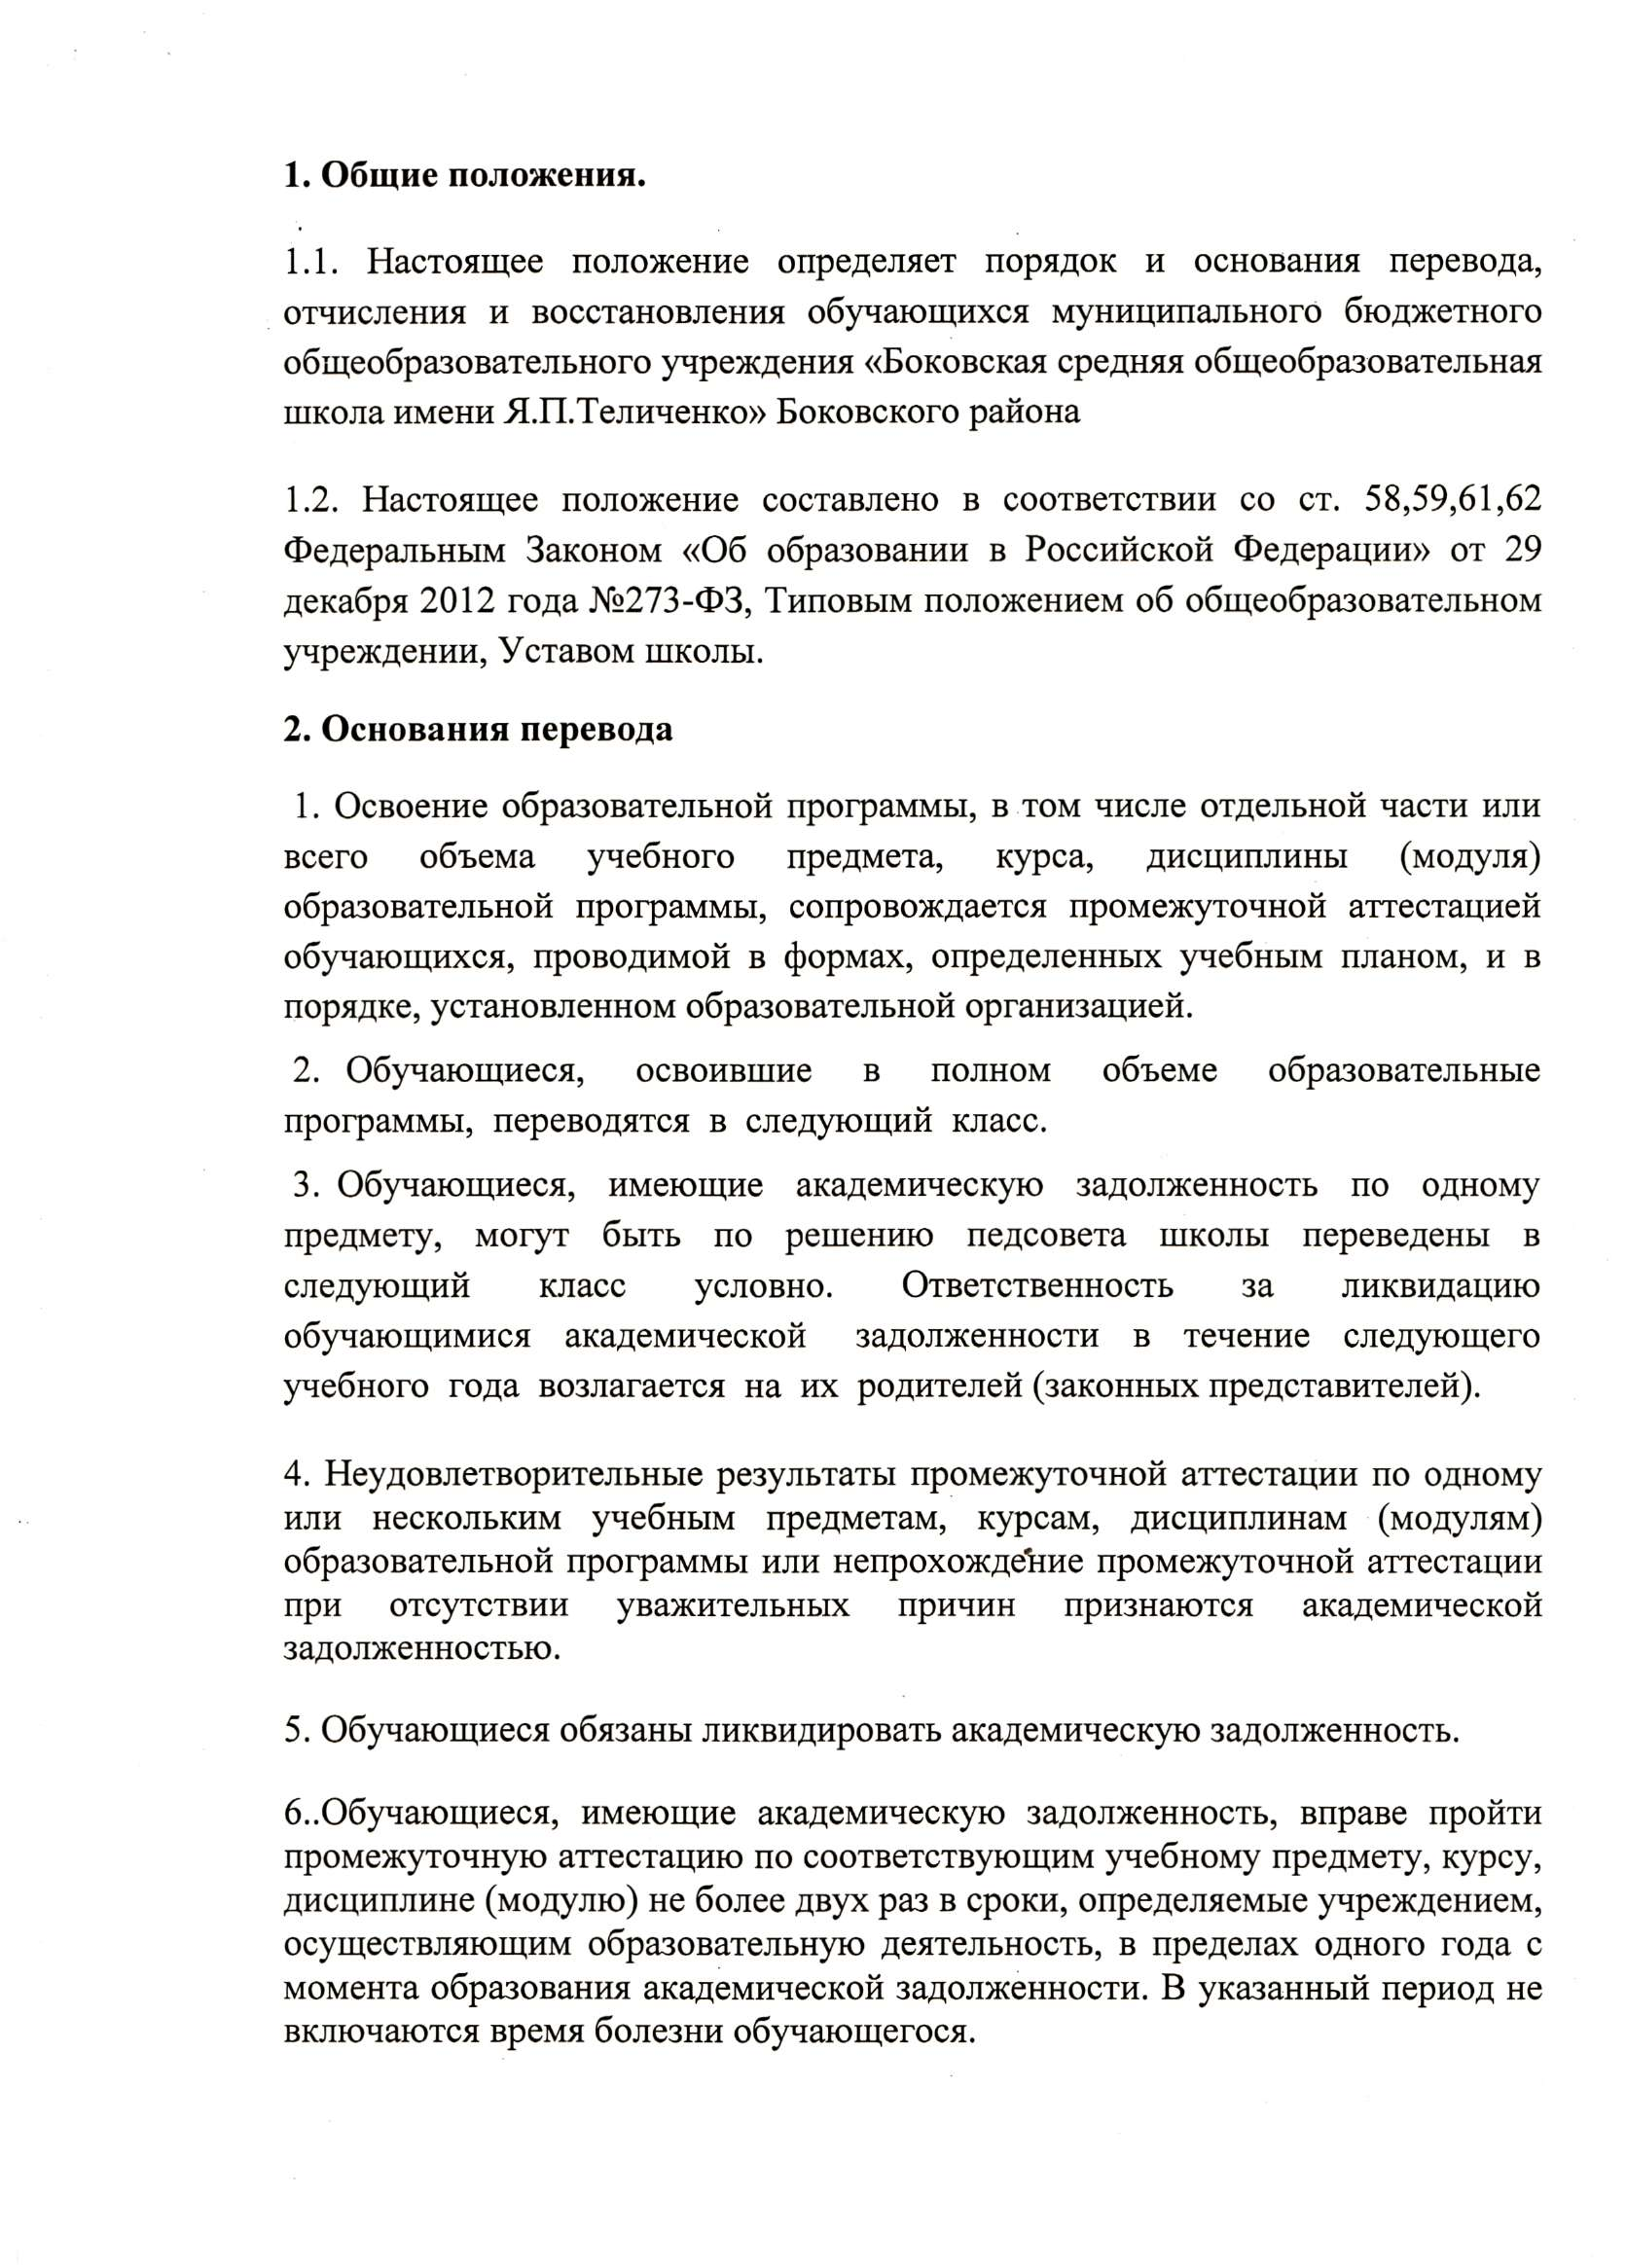 1. Общие положения.
1.1. Настоящее положение определяет порядок и основания перевода,
отчисления и восстановления обучающихся муниципального бюджетного
общеобразовательного учреждения «Боковская средняя общеобразовательная
школа имени Я.П.Теличенко» Боковского района
1.2. Настоящее положение составлено в соответствии со ст. 58,59,61,62
Федеральным Законом «Об образовании в Российской Федерации» от 29
декабря 2012 года №273-ФЗ, Типовым положением об общеобразовательном
учреждении, Уставом школы.
2. Основания перевода
1. Освоение образовательной программы, в том числе отдельной части или
всего объема учебного предмета, курса, дисциплины (модуля)
образовательной программы, сопровождается промежуточной аттестацией
обучающихся, проводимой в формах, определенных учебным планом, и в
порядке, установленном образовательной организацией.
2. Обучающиеся, освоившие в полном объеме образовательные
программы, переводятся в следующий класс.
3. Обучающиеся, имеющие академическую задолженность по одному
предмету, могут быть по решению педсовета школы переведены в
следующий класс условно. Ответственность за ликвидацию
обучающимися академической задолженности в течение следующего
учебного года возлагается на их родителей (законных представителей).
4. Неудовлетворительные результаты промежуточной аттестации по одному
или нескольким учебным предметам, курсам, дисциплинам (модулям)
образовательной программы или непрохождение промежуточной аттестации
при отсутствии уважительных причин признаются академической
задолженностью.
5. Обучающиеся обязаны ликвидировать академическую задолженность.
6..Обучающиеся, имеющие академическую задолженность, вправе пройти
промежуточную аттестацию по соответствующим учебному предмету, курсу,
дисциплине (модулю) не более двух раз в сроки, определяемые учреждением,
осуществляющим образовательную деятельность, в пределах одного года с
момента образования академической задолженности. В указанный период не
включаются время болезни обучающегося.